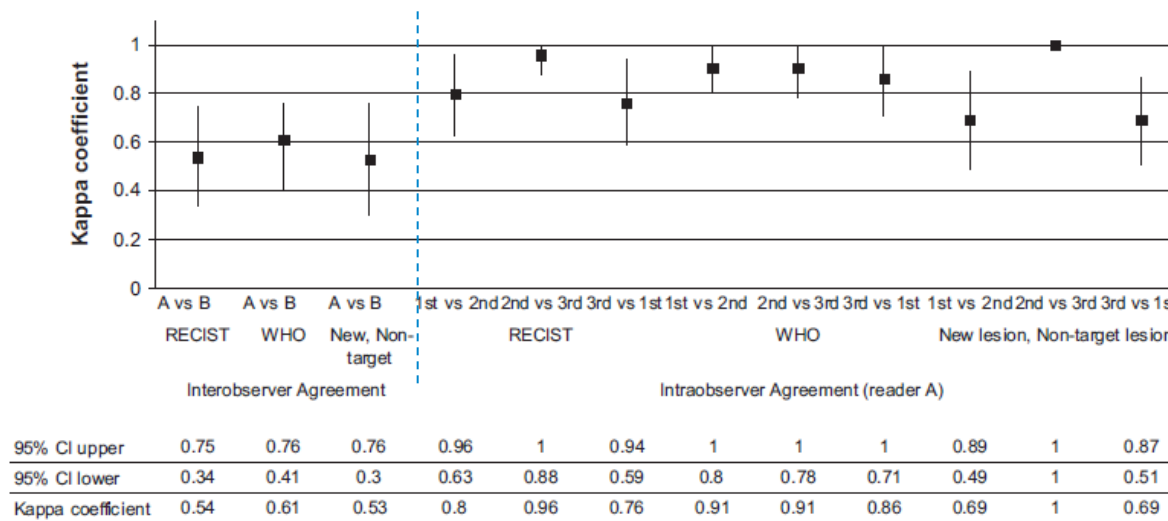 Kappa coefficient
1
0.8
0.6
0.4
0.2
0
A vs B A vs B A vs B 1st vs 2nd 2nd vs 3rd 3rd vs 1st 1st vs 2nd 2nd vs 3rd 3rd vs 1st 1st vs 2nd 2nd vs 3rd 3rd vs 1s
RECIST WHO New, Non- RECIST WHO New lesion, Non-target lesion
target
Interobserver Agreement Intraobserver Agreement (reader A)
95% CI upper 0.75 0.76 0.76 0.96 1 0.94 1 1 1 0.89 1 0.87
95% CI lower 0.34 0.41 0.3 0.63 0.88 0.59 0.8 0.78 0.71 0.49 1 0.51
Kappa coefficient 0.54 0.61 0.53 0.8 0.96 0.76 0.91 0.91 0.86 0.69 1 0.69